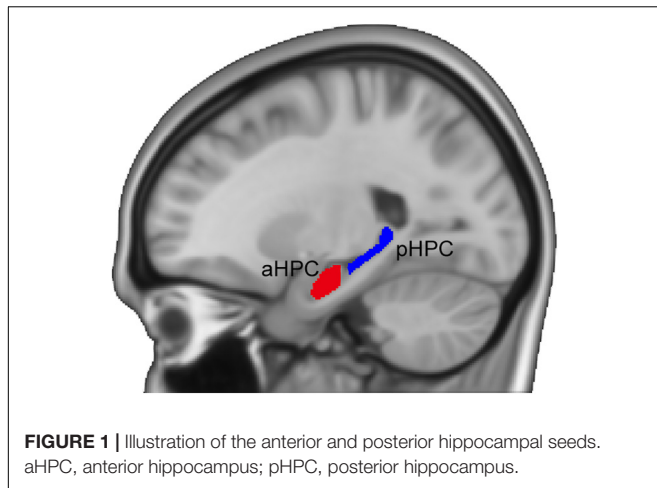 aHPC
pHPC
FIGURE 1 | Illustration of the anterior and posterior hippocampal seeds.
aHPC, anterior hippocampus; pHPC, posterior hippocampus.